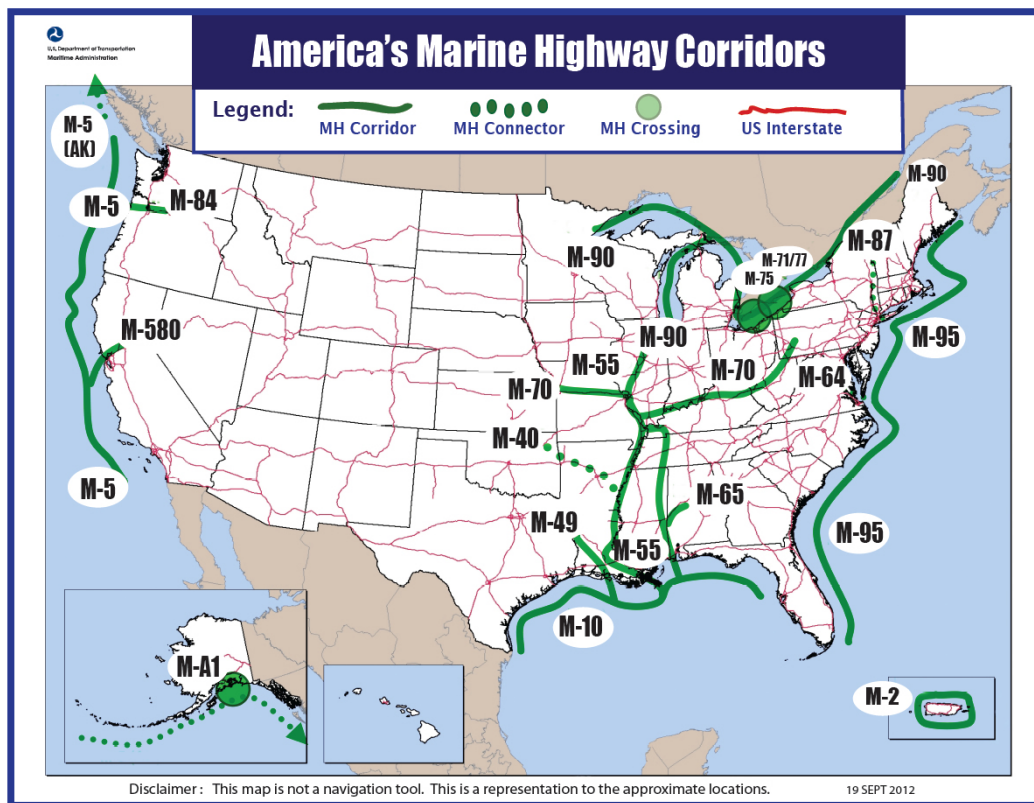 U.S. Department of Transportation
Maritime Administration
America's Marine Highway Corridors
Legend:
MH Corridor
MH Connector
MH Crossing
US Interstate
M-5
(AK)
M-5
M-84
M-90
M-90
M-87
M-71/77
M-75
M-580
M-90
M-95
M-55
M-70
M-70
M-64
M-40
M-5
M-65
M-49
M-55
M-95
M-10
M-A1
M-2
Disclaimer : This map is not a navigation tool. This is a representation to the approximate locations.
19 SEPT 2012